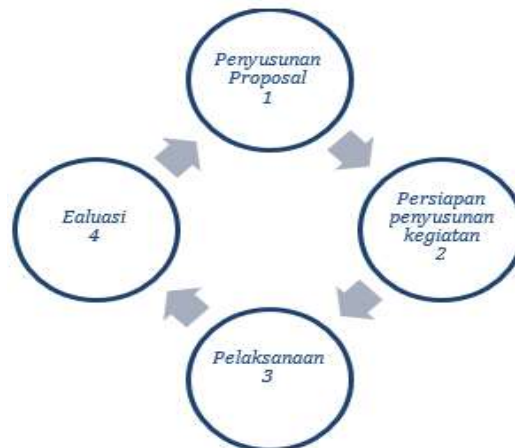 Penyusunan
Proposal
1
Persiapan
penyusunan
kegiatan
2
Pelaksanaan
3
Ealuasi
4